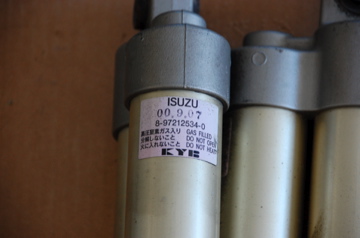 ISUZU
00.9.07
8-97212534-0
高圧窒素ガス入り GAS FILLED
分解しないこと DO NOT OPEN
火に入れないこと DO NOT HEAT
KYB